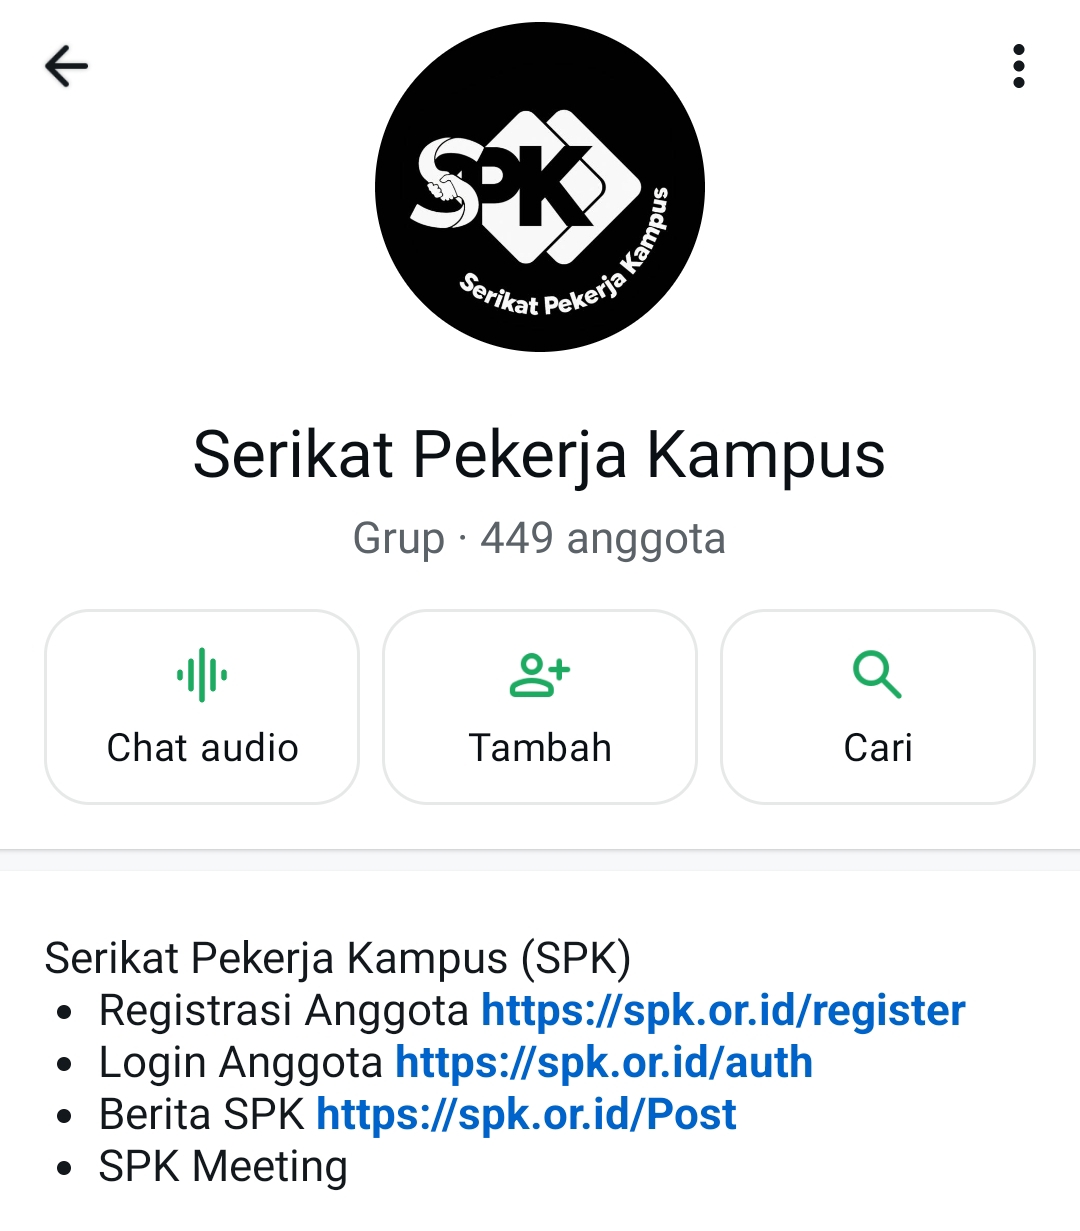 SPK
Serikat Pekerja Kampus
Serikat Pekerja Kampus
Grup · 449 anggota
Chat audio
Tambah
Cari
Serikat Pekerja Kampus (SPK)
• Registrasi Anggota https://spk.or.id/register
• Login Anggota https://spk.or.id/auth
• Berita SPK https://spk.or.id/Post
• SPK Meeting